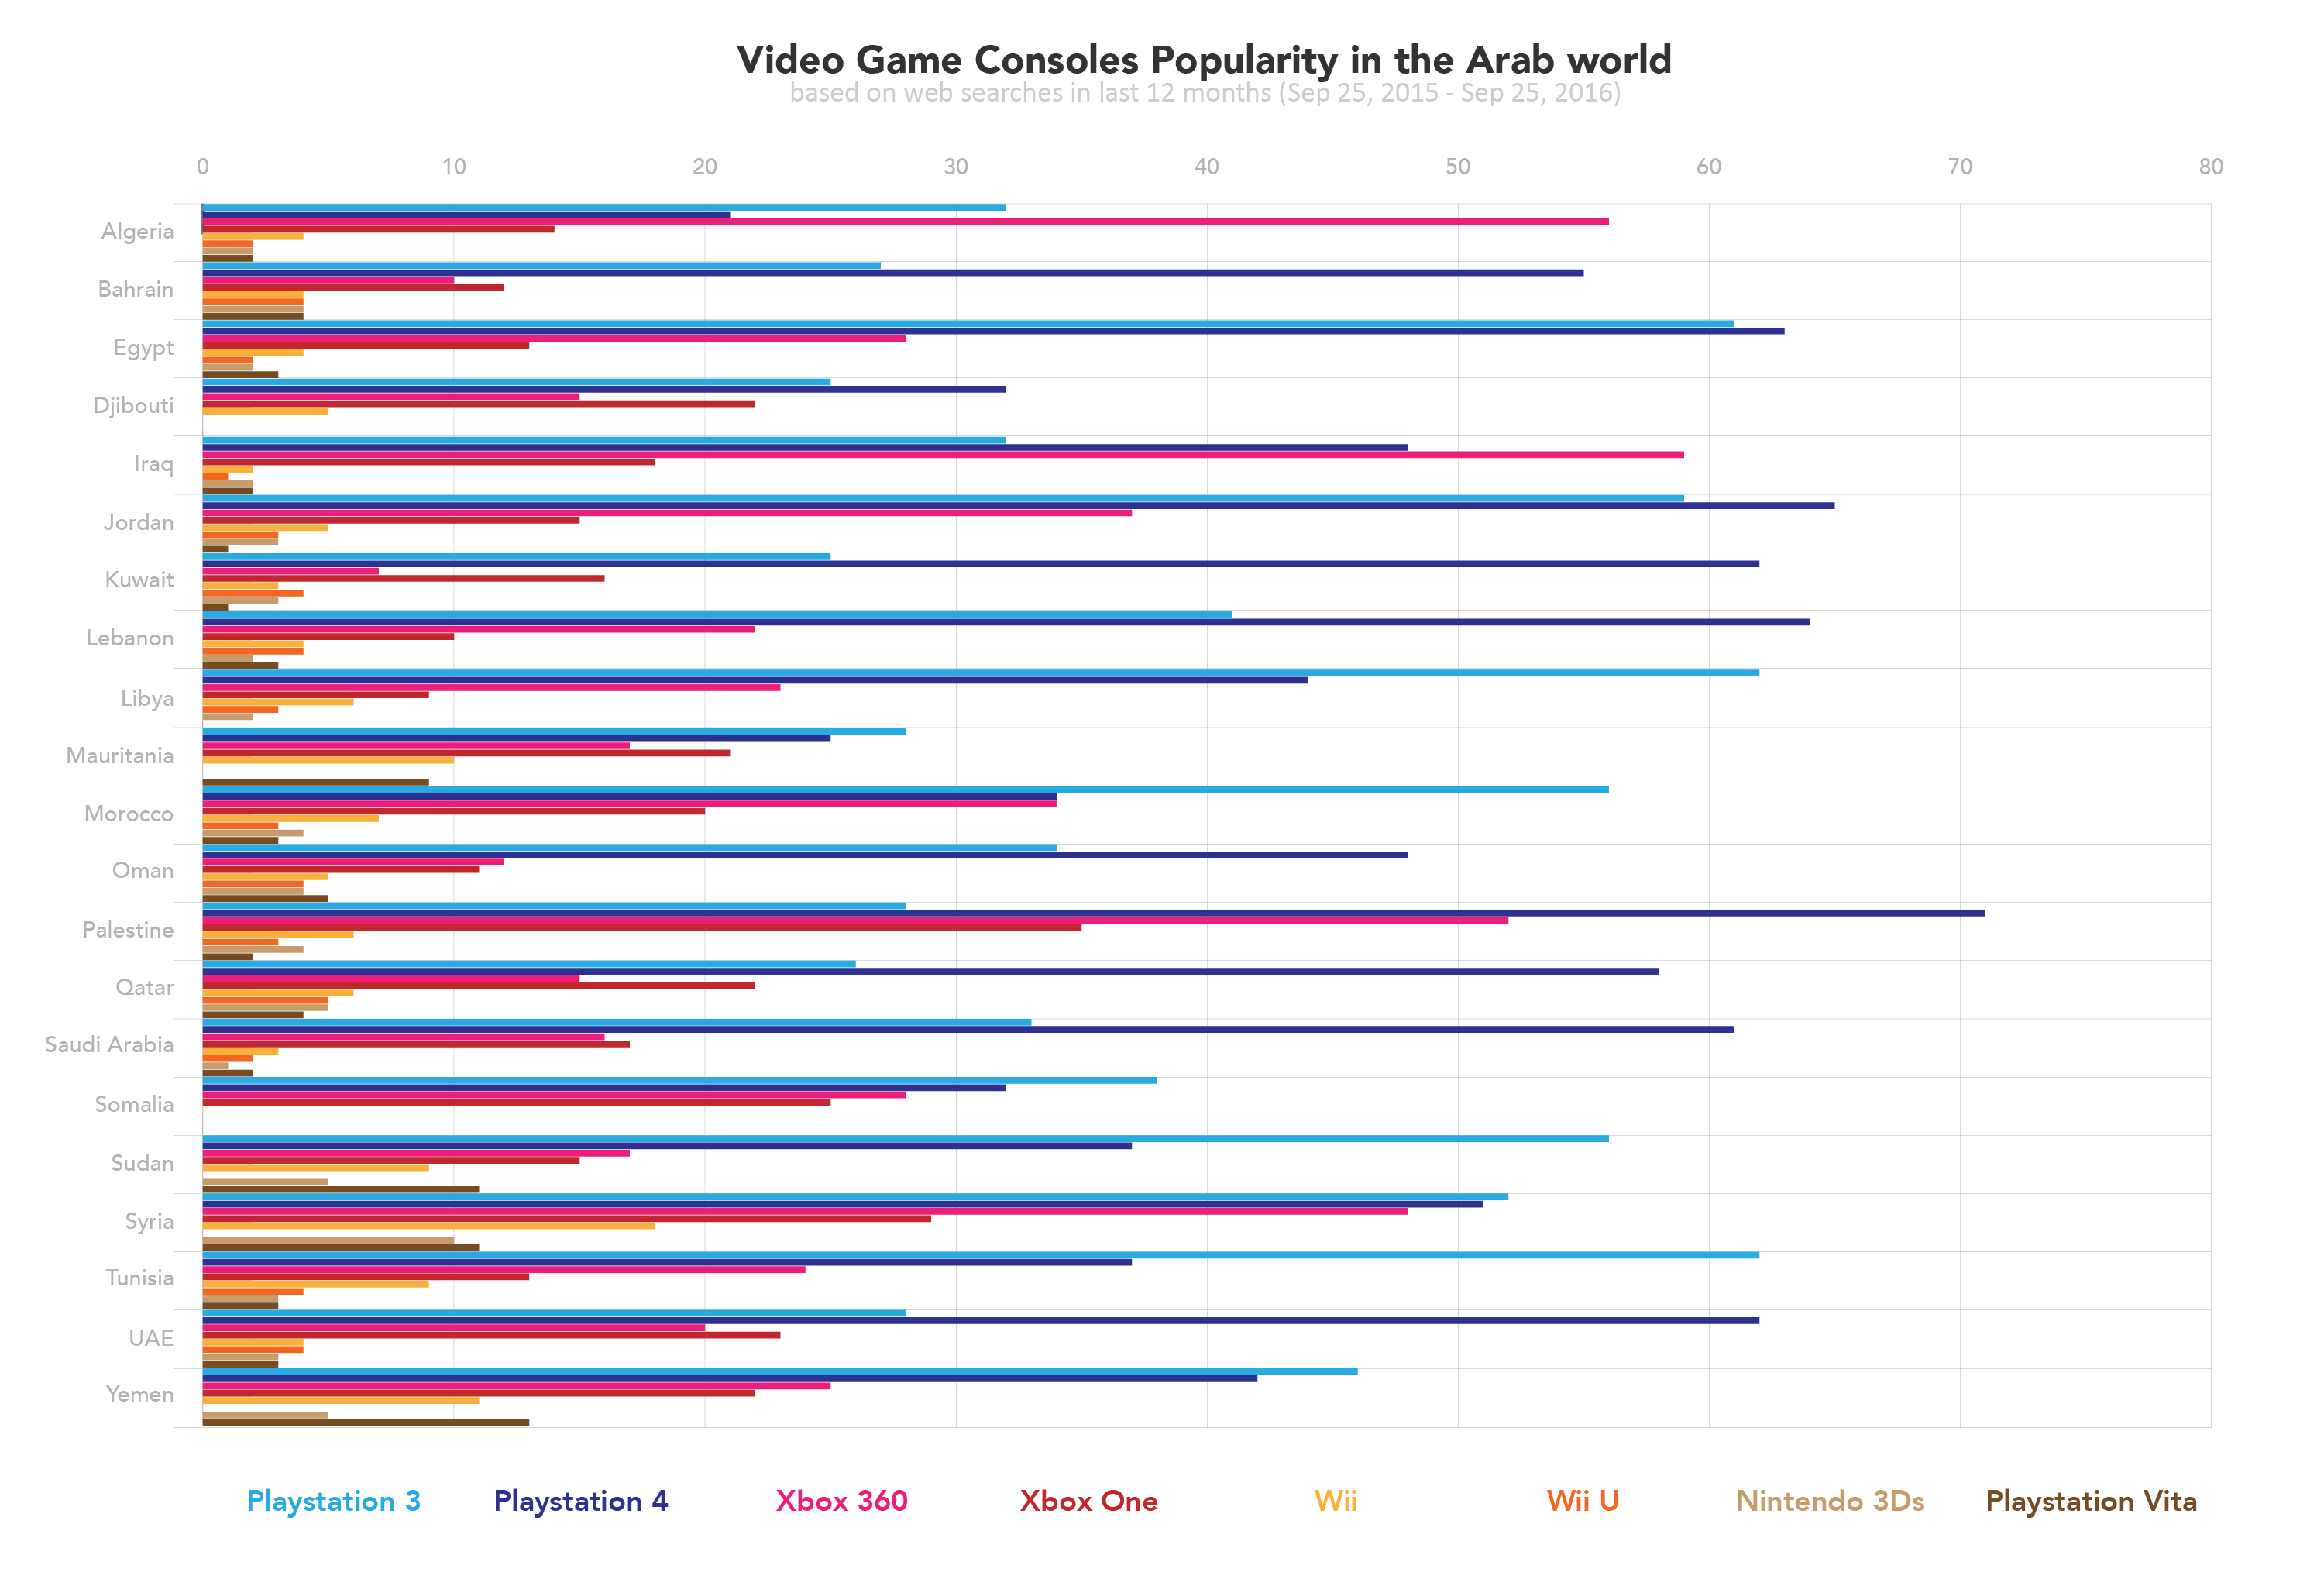 Video Game Consoles Popularity in the Arab world
based on web searches in last 12 months (Sep 25, 2015 - Sep 25, 2016)
0 10 20 30 40 50 60 70 80
Algeria
Bahrain
Egypt
Djibouti
Iraq
Jordan
Kuwait
Lebanon
Libya
Mauritania
Morocco
Oman
Palestine
Qatar
Saudi Arabia
Somalia
Sudan
Syria
Tunisia
UAE
Yemen
Playstation 3 Playstation 4 Xbox 360 Xbox One Wii Wii U Nintendo 3Ds Playstation Vita